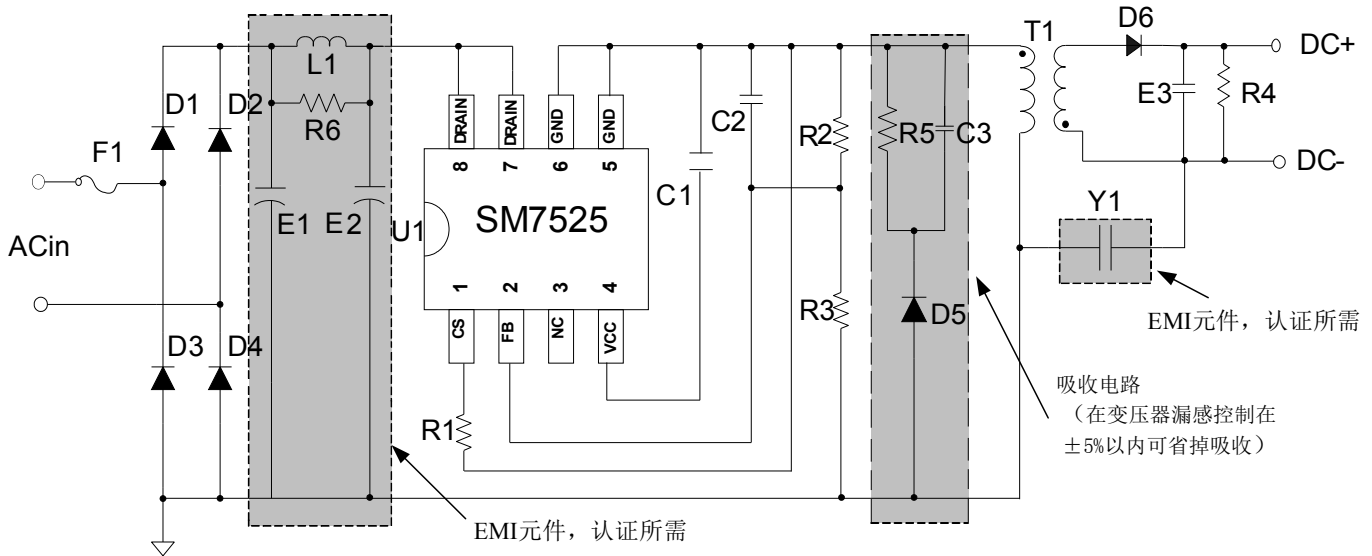 T1
D6
DC+
L1
D1
D2
R6
DRAIN
DRAIN
GND
GND
C2
R2
R5
C3
E3
R4
F1
8
7
6
5
C1
DC-
E1
E2
U1
SM7525
Y1
ACin
1
2
3
4
R3
D5
EMI元件，认证所需
CS
FB
NC
VCC
D3
D4
吸收电路
（在变压器漏感控制在
±5%以内可省掉吸收）
R1
EMI元件，认证所需